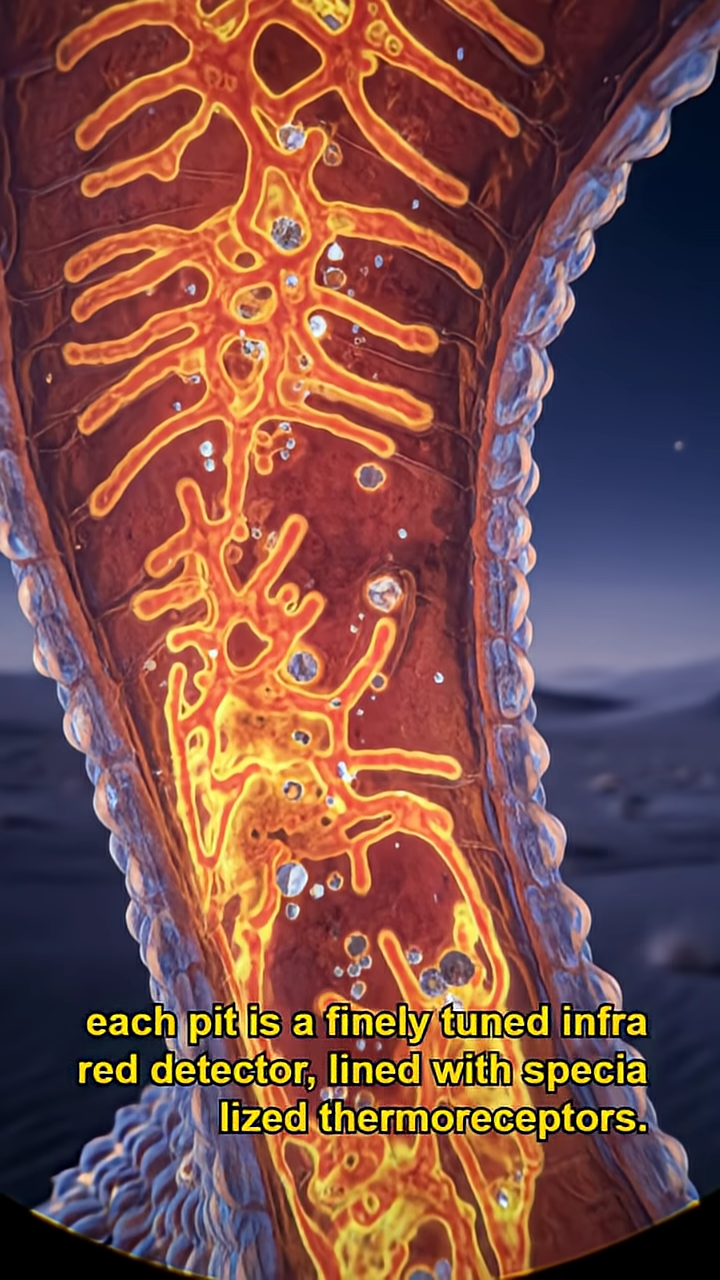 each pit is a finely tuned infra
red detector, lined with specia
lized thermoreceptors.